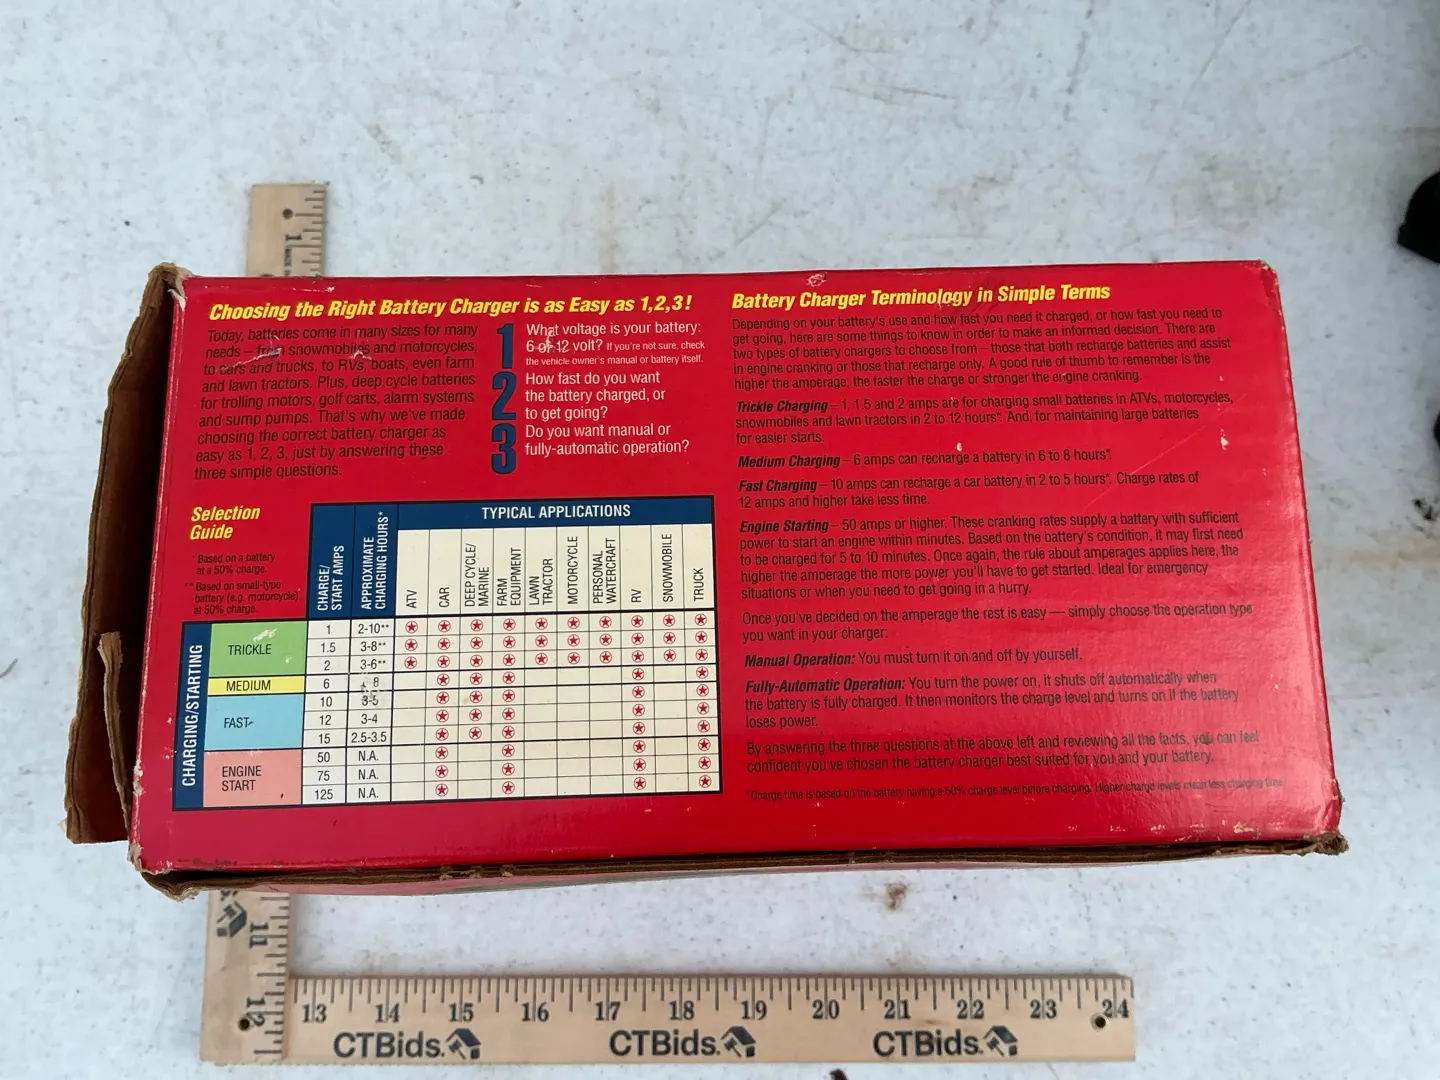 Choosing the Right Battery Charger is as Easy as 1,2,3!
Today, batteries come in many sizes for many
needs – from snowmobiles and motorcycles,
to cars and trucks, to RVs, boats, even farm
and lawn tractors. Plus, deep cycle batteries
for trolling motors, golf carts, alarm systems
and sump pumps. That's why we've made
choosing the correct battery charger as
easy as 1, 2, 3, just by answering these
three simple questions.
1 What voltage is your battery:
6 or 12 volt? If you're not sure, check
the vehicle owner's manual or battery itself.
2 How fast do you want
the battery charged, or
to get going?
3 Do you want manual or
fully-automatic operation?
Selection
Guide
* Based on a battery
at a 50% charge.
** Based on small-type
battery (e.g. motorcycle)
at 50% charge.
CHARGING/STARTING
CHARGE/
START AMPS
APPROXIMATE
CHARGING HOURS*
TYPICAL APPLICATIONS
ATV
CAR
DEEP CYCLE/
MARINE
FARM
EQUIPMENT
LAWN
TRACTOR
MOTORCYCLE
PERSONAL
WATERCRAFT
RV
SNOWMOBILE
TRUCK
TRICKLE
1 2-10**
1.5 3-8**
2 3-6**
MEDIUM 6 8
FAST
10 3-5
12 3-4
15 2.5-3.5
ENGINE
START
50 N.A.
75 N.A.
125 N.A.
Battery Charger Terminology in Simple Terms
Depending on your battery's use and how fast you need it charged, or how fast you need to
get going, here are some things to know in order to make an informed decision. There are
two types of battery chargers to choose from – those that both recharge batteries and assist
in engine cranking or those that recharge only. A good rule of thumb to remember is the
higher the amperage, the faster the charge or stronger the engine cranking.
Trickle Charging – 1, 1.5 and 2 amps are for charging small batteries in ATVs, motorcycles,
snowmobiles and lawn tractors in 2 to 12 hours*. And, for maintaining large batteries
for easier starts.
Medium Charging – 6 amps can recharge a battery in 6 to 8 hours*.
Fast Charging – 10 amps can recharge a car battery in 2 to 5 hours*. Charge rates of
12 amps and higher take less time.
Engine Starting – 50 amps or higher. These cranking rates supply a battery with sufficient
power to start an engine within minutes. Based on the battery's condition, it may first need
to be charged for 5 to 10 minutes. Once again, the rule about amperages applies here, the
higher the amperage the more power you'll have to get started. Ideal for emergency
situations or when you need to get going in a hurry.
Once you've decided on the amperage the rest is easy — simply choose the operation type
you want in your charger:
Manual Operation: You must turn it on and off by yourself.
Fully-Automatic Operation: You turn the power on, it shuts off automatically when
the battery is fully charged. It then monitors the charge level and turns on if the battery
loses power.
By answering the three questions at the above left and reviewing all the facts, you can feel
confident you've chosen the battery charger best suited for you and your battery.
*Charge time is based on the battery having a 50% charge level before charging. Higher charge levels mean less charging time.
1
11
12
13 14 15 16 17 18 19 20 21 22 23 24
CTBids. CTBids. CTBids.